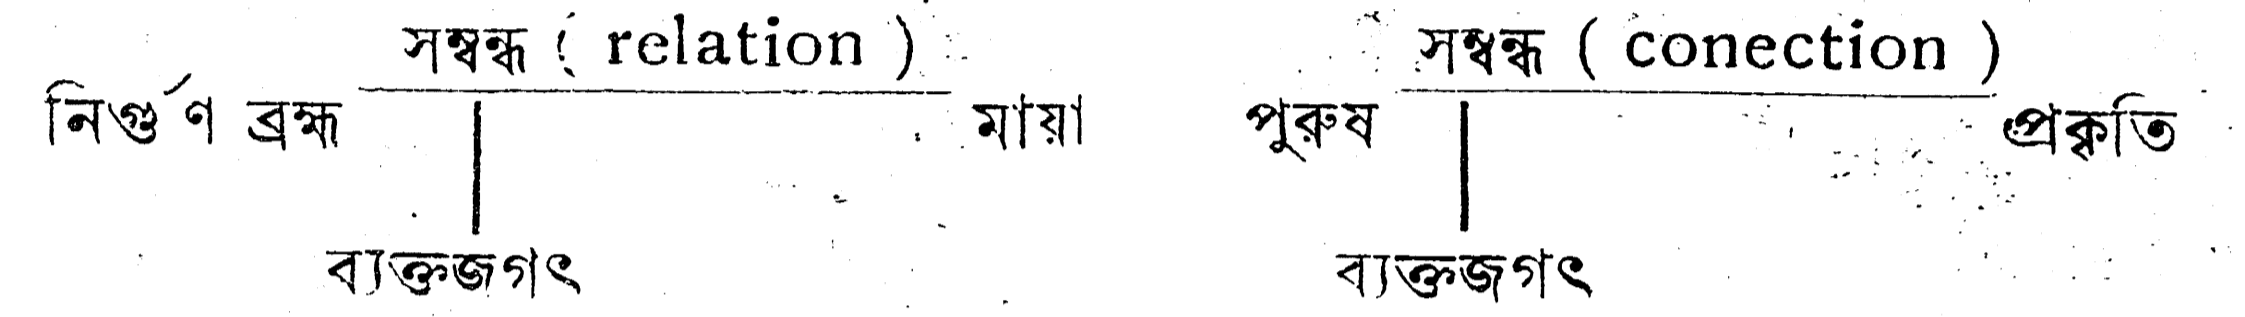 সম্বন্ধ ( relation )
নির্গুণ ব্রহ্ম মায়া
ব্যক্তজগৎ
সম্বন্ধ ( conection )
পুরুষ প্রকৃতি
ব্যক্তজগৎ